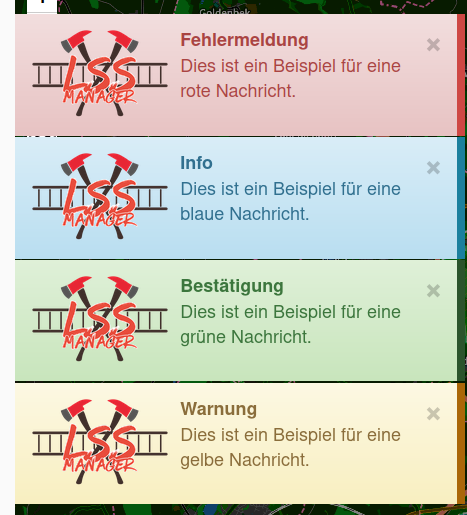 Goldenbek
Fehlermeldung
Dies ist ein Beispiel für eine
rote Nachricht.
LSS
MANAGER
Info
Dies ist ein Beispiel für eine
blaue Nachricht.
LSS
MANAGER
Bestätigung
Dies ist ein Beispiel für eine
grüne Nachricht.
LSS
MANAGER
Warnung
Dies ist ein Beispiel für eine
gelbe Nachricht.
LSS
MANAGER